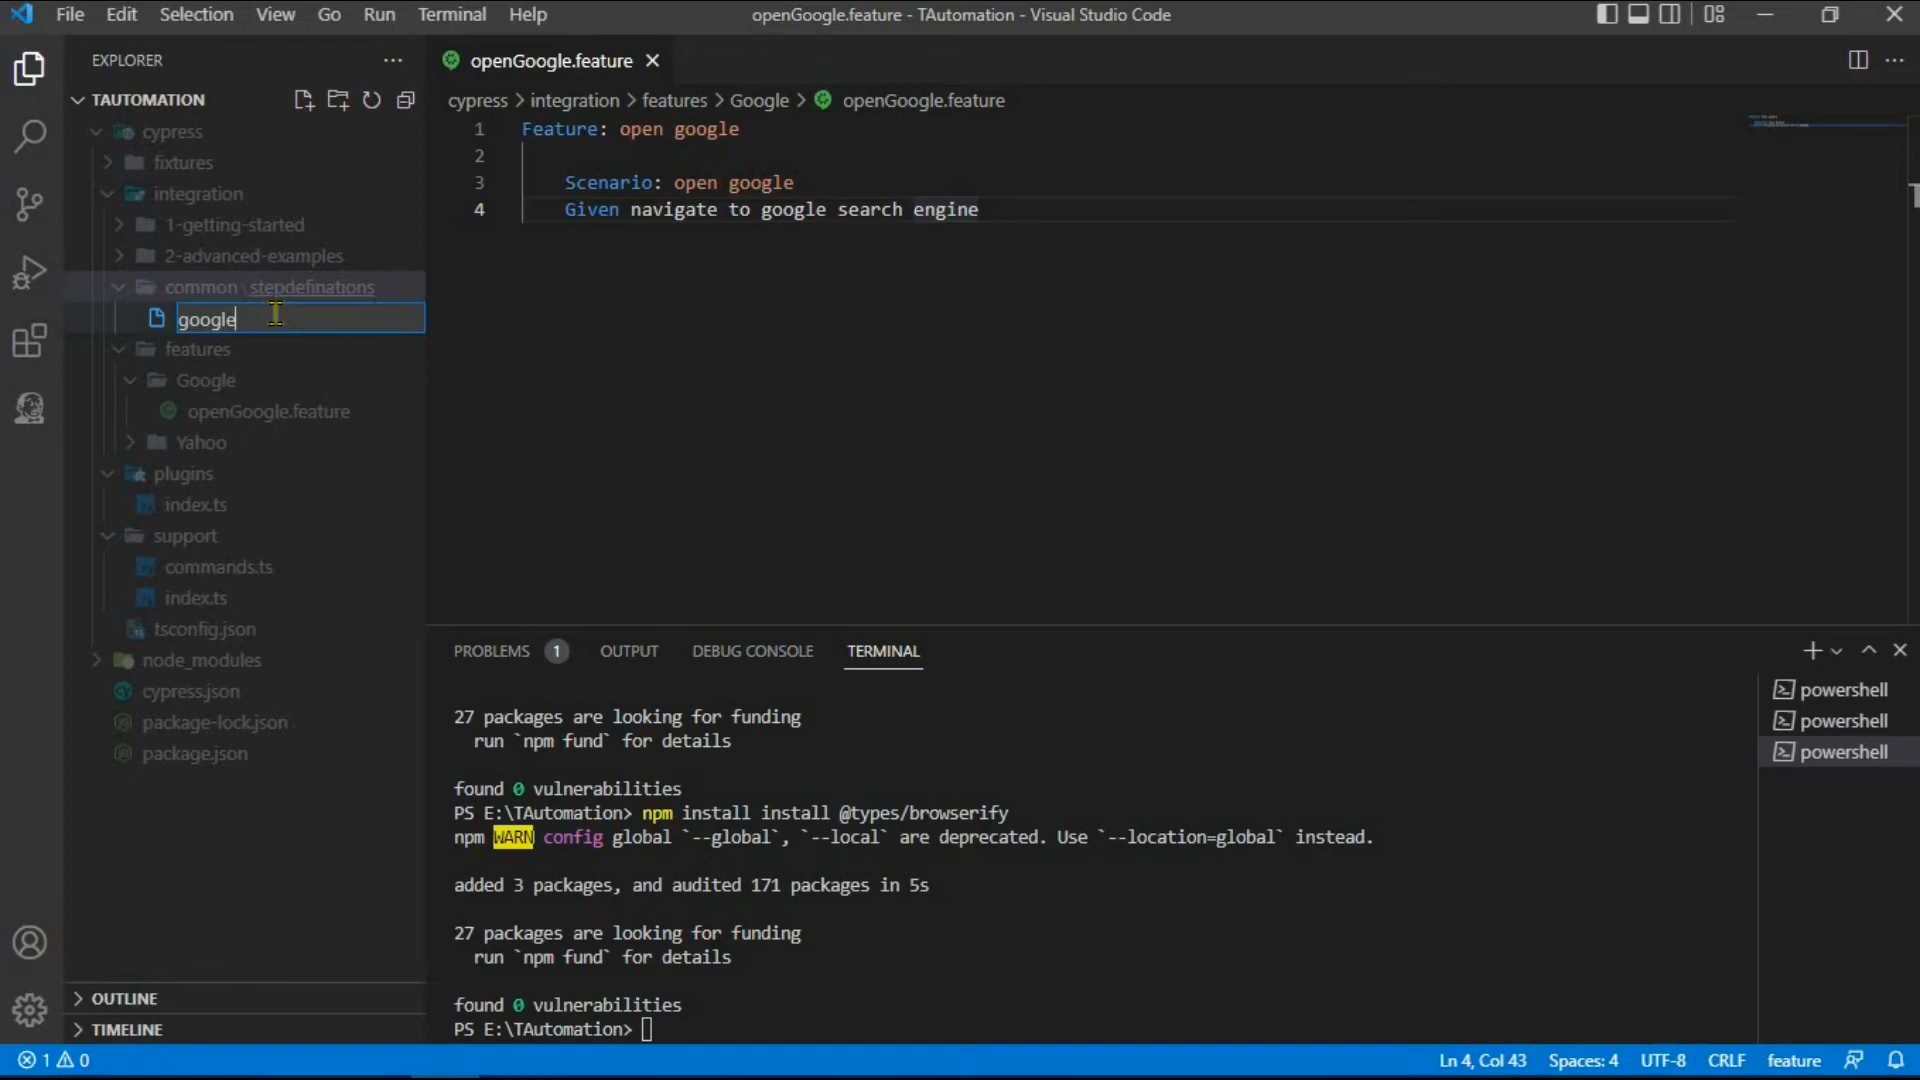 File Edit Selection View Go Run Terminal Help
openGoogle.feature - TAutomation - Visual Studio Code
EXPLORER
TAUTOMATION
cypress
fixtures
integration
1-getting-started
2-advanced-examples
common\stepdefinations
google
features
Google
openGoogle.feature
Yahoo
plugins
index.ts
support
commands.ts
index.ts
tsconfig.json
node_modules
cypress.json
package-lock.json
package.json
OUTLINE
TIMELINE
openGoogle.feature
cypress > integration > features > Google > openGoogle.feature
1 Feature: open google
2
3 Scenario: open google
4 Given navigate to google search engine
PROBLEMS 1 OUTPUT DEBUG CONSOLE TERMINAL
27 packages are looking for funding
run `npm fund` for details
found 0 vulnerabilities
PS E:\TAutomation> npm install install @types/browserify
npm WARN config global `--global`, `--local` are deprecated. Use `--location=global` instead.
added 3 packages, and audited 171 packages in 5s
27 packages are looking for funding
run `npm fund` for details
found 0 vulnerabilities
PS E:\TAutomation>
powershell
powershell
powershell
1 0
Ln 4, Col 43 Spaces: 4 UTF-8 CRLF feature